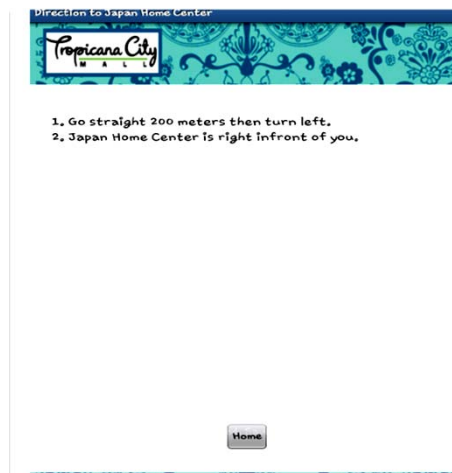 Direction to Japan Home Center
Tropicana City
MALL
1. Go straight 200 meters then turn left.
2. Japan Home Center is right infront of you.
Home